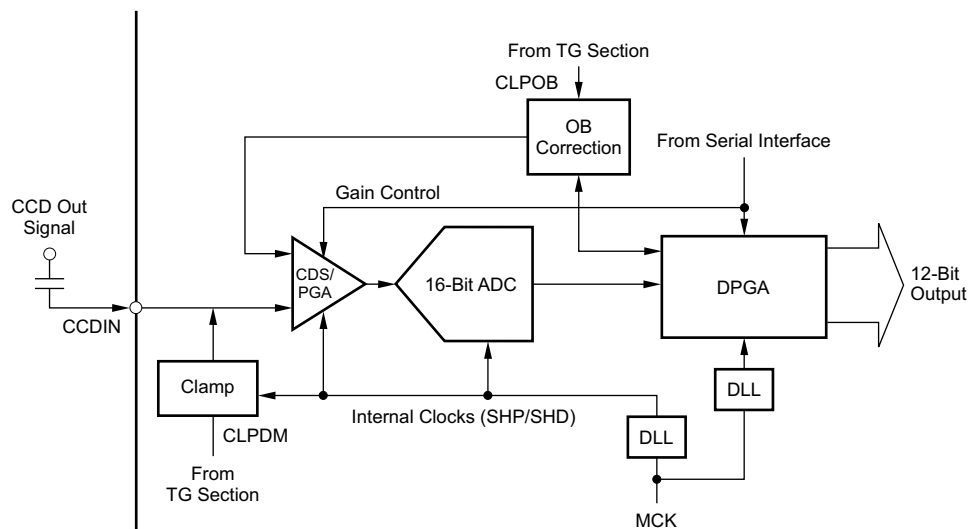 From TG Section
CLPOB
OB
Correction
From Serial Interface
Gain Control
CCD Out
Signal
CDS/
PGA
16-Bit ADC
DPGA
12-Bit
Output
CCDIN
Clamp
DLL
Internal Clocks (SHP/SHD)
DLL
CLPDM
From
TG Section
MCK